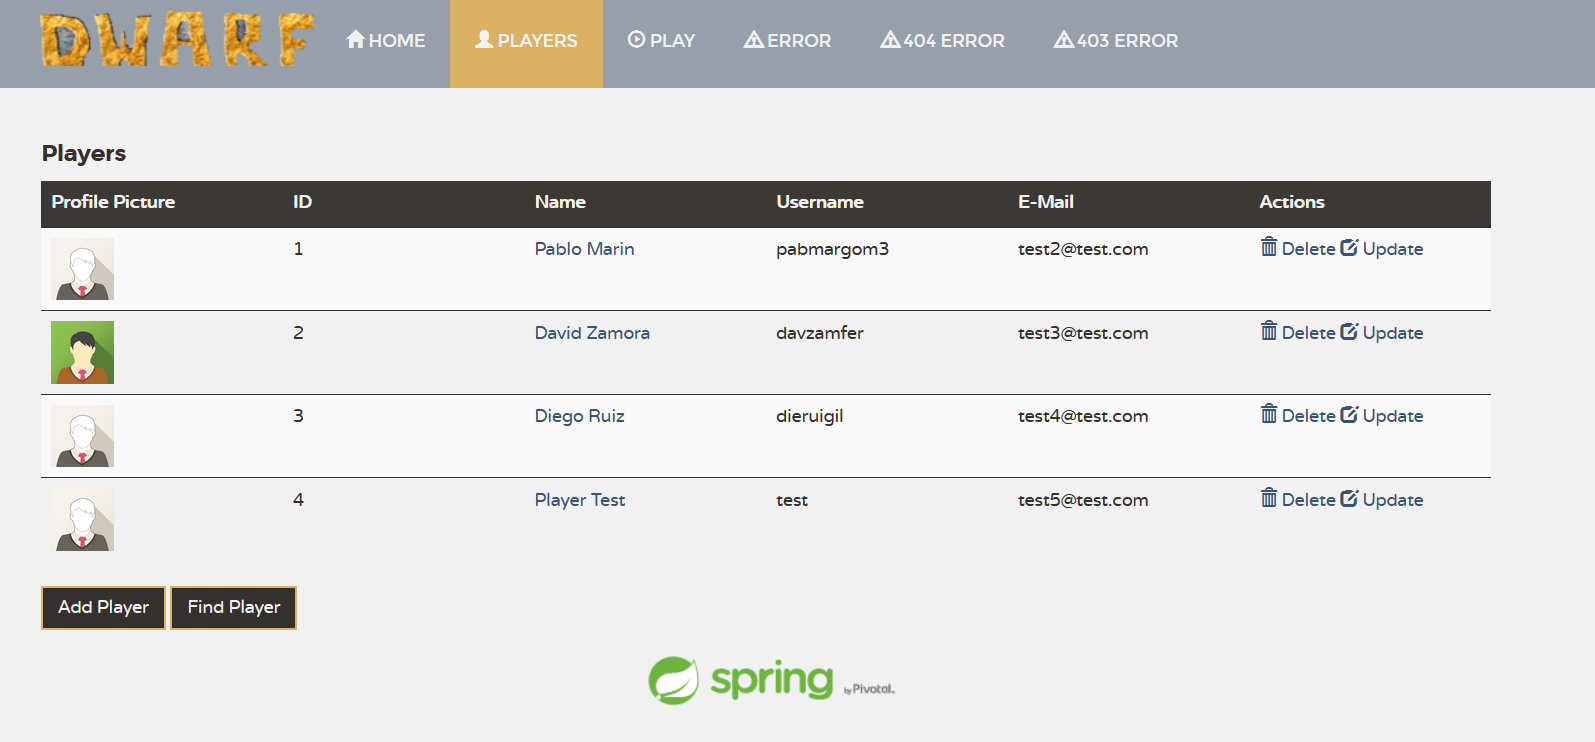 DWARF HOME PLAYERS PLAY ERROR 404 ERROR 403 ERROR
Players
Profile Picture ID Name Username E-Mail Actions
1 Pablo Marin pabmargom3 test2@test.com Delete Update
2 David Zamora davzamfer test3@test.com Delete Update
3 Diego Ruiz dieruigil test4@test.com Delete Update
4 Player Test test test5@test.com Delete Update
Add Player Find Player
spring by Pivotal™